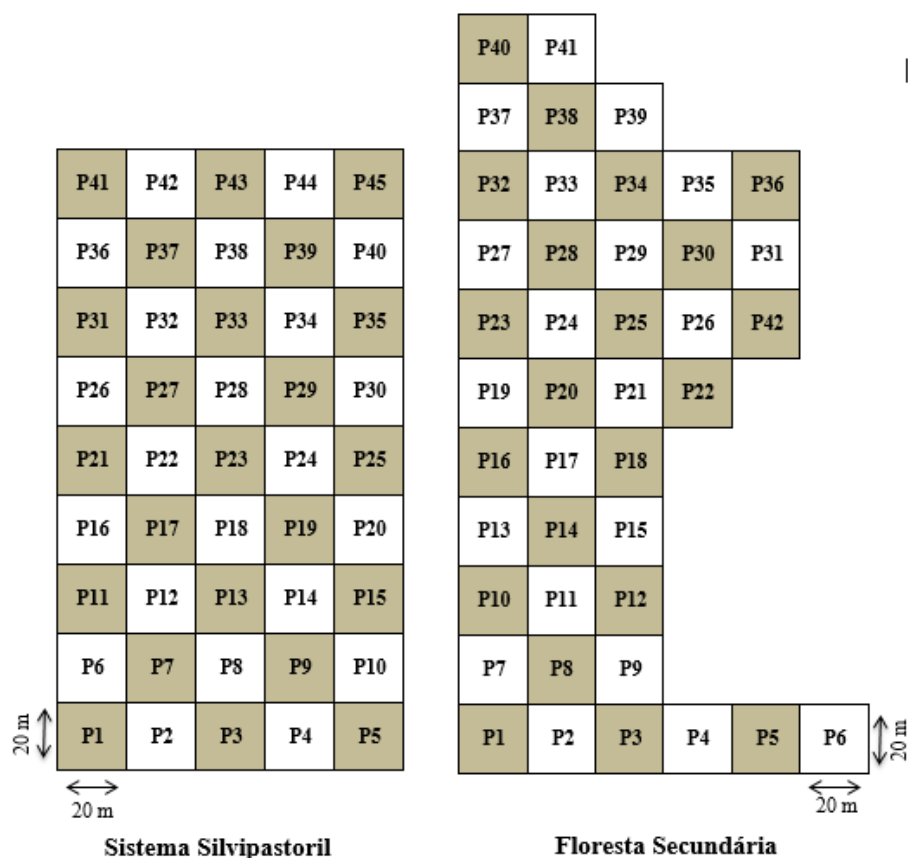 P41 P42 P43 P44 P45
P36 P37 P38 P39 P40
P31 P32 P33 P34 P35
P26 P27 P28 P29 P30
P21 P22 P23 P24 P25
P16 P17 P18 P19 P20
P11 P12 P13 P14 P15
P6 P7 P8 P9 P10
P1 P2 P3 P4 P5
20 m
20 m
Sistema Silvipastoril
P40 P41
P37 P38 P39
P32 P33 P34 P35 P36
P27 P28 P29 P30 P31
P23 P24 P25 P26 P42
P19 P20 P21 P22
P16 P17 P18
P13 P14 P15
P10 P11 P12
P7 P8 P9
P1 P2 P3 P4 P5 P6
20 m
20 m
Floresta Secundária